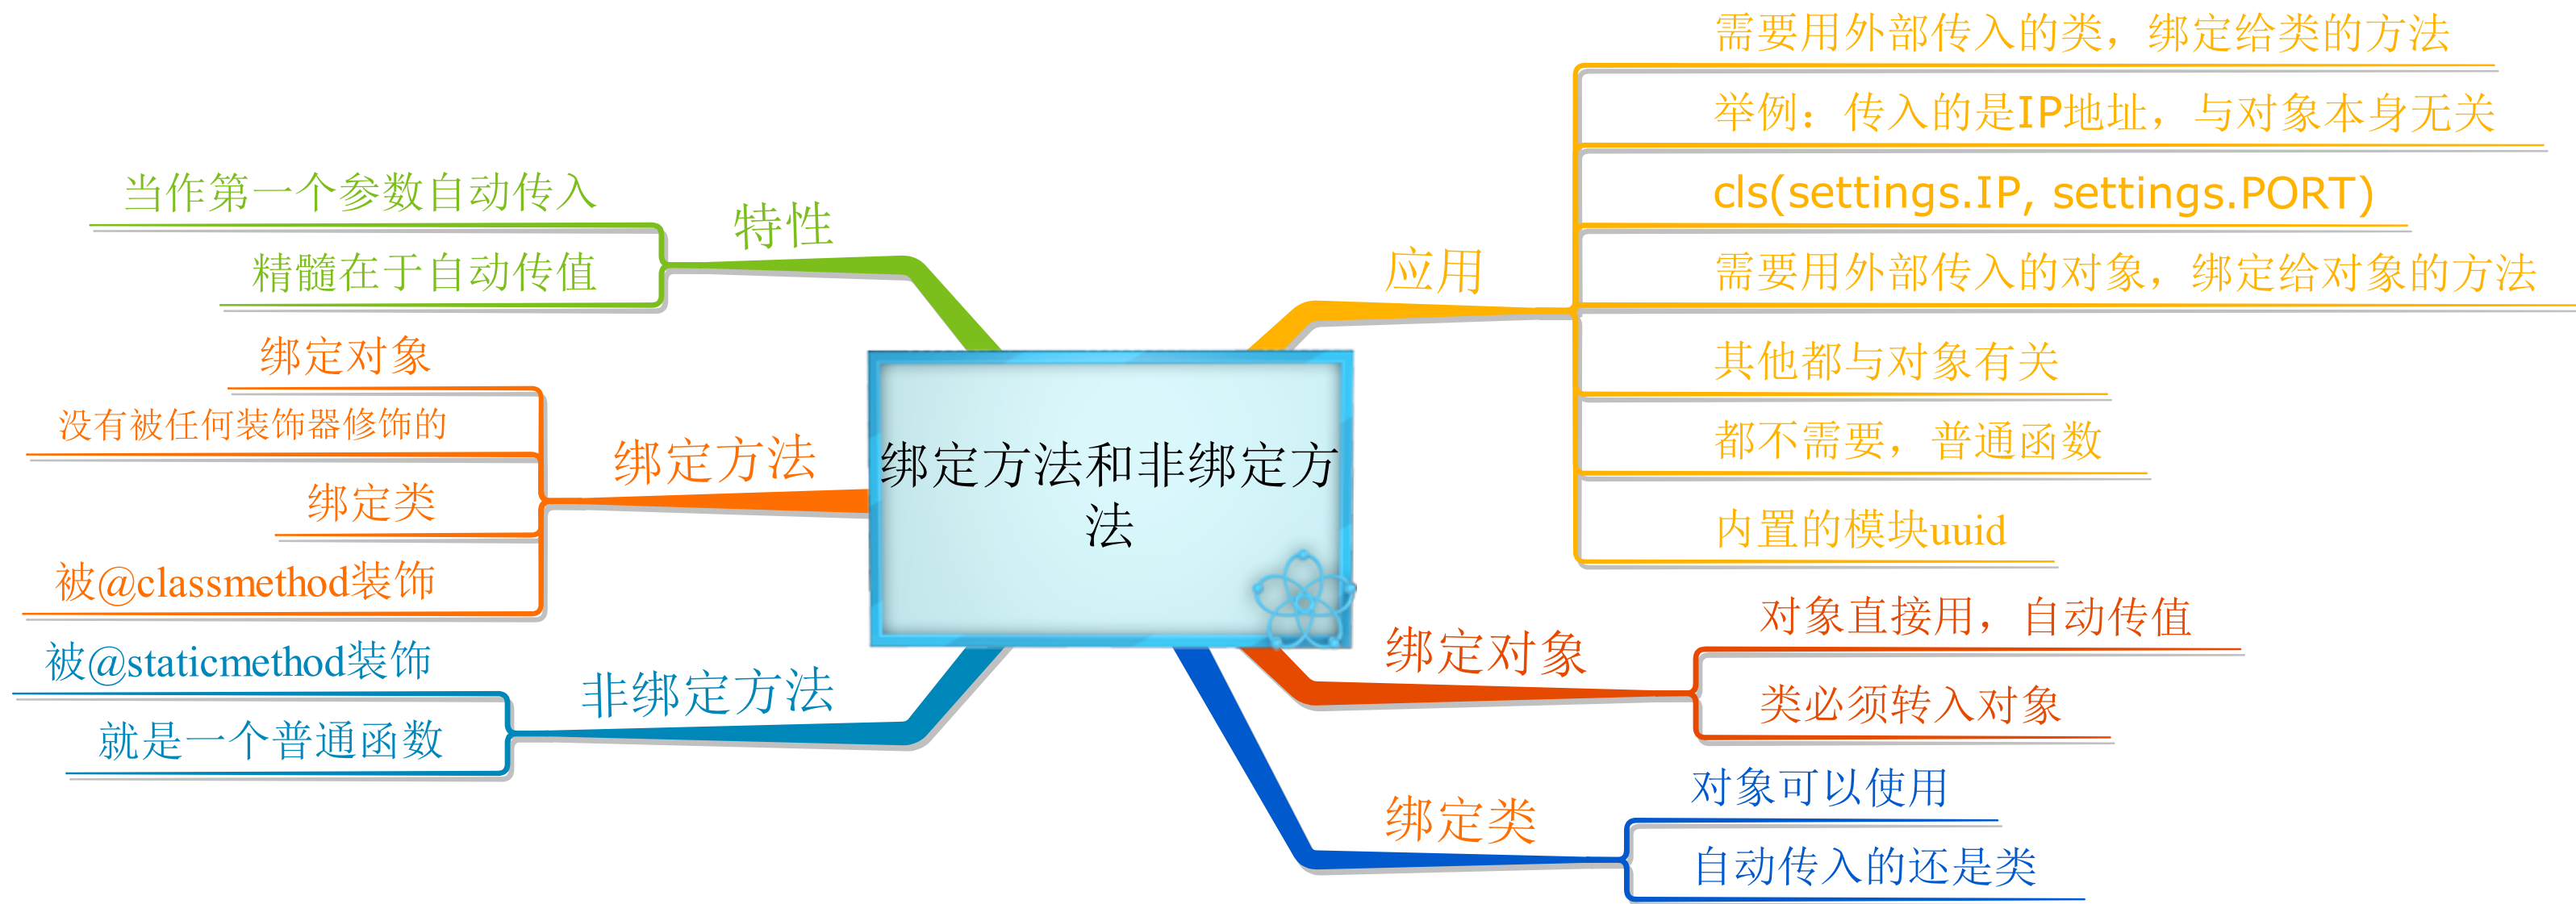 绑定方法和非绑定方
法
特性
当作第一个参数自动传入
精髓在于自动传值
绑定方法
绑定对象
没有被任何装饰器修饰的
绑定类
被@classmethod装饰
非绑定方法
被@staticmethod装饰
就是一个普通函数
应用
需要用外部传入的类，绑定给类的方法
举例：传入的是IP地址，与对象本身无关
cls(settings.IP, settings.PORT)
需要用外部传入的对象，绑定给对象的方法
其他都与对象有关
都不需要，普通函数
内置的模块uuid
绑定对象
对象直接用，自动传值
类必须转入对象
绑定类
对象可以使用
自动传入的还是类